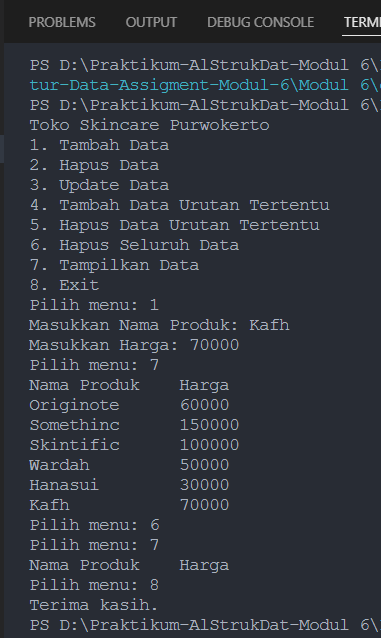 PROBLEMS OUTPUT DEBUG CONSOLE
PS D:\Praktikum-AlStrukDat-Modul 6\
tur-Data-Assigment-Modul-6\Modul 6\
PS D:\Praktikum-AlStrukDat-Modul 6\
Toko Skincare Purwokerto
1. Tambah Data
2. Hapus Data
3. Update Data
4. Tambah Data Urutan Tertentu
5. Hapus Data Urutan Tertentu
6. Hapus Seluruh Data
7. Tampilkan Data
8. Exit
Pilih menu: 1
Masukkan Nama Produk: Kafh
Masukkan Harga: 70000
Pilih menu: 7
Nama Produk Harga
Originote 60000
Somethinc 150000
Skintific 100000
Wardah 50000
Hanasui 30000
Kafh 70000
Pilih menu: 6
Pilih menu: 7
Nama Produk Harga
Pilih menu: 8
Terima kasih.
PS D:\Praktikum-AlStrukDat-Modul 6\